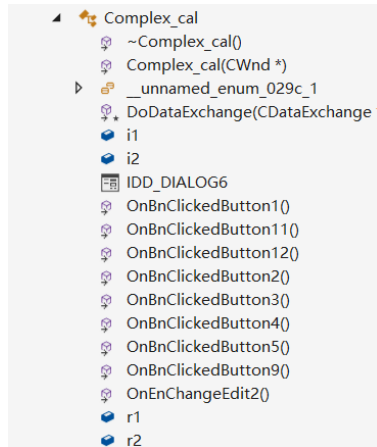 Complex_cal
~Complex_cal()
Complex_cal(CWnd *)
__unnamed_enum_029c_1
DoDataExchange(CDataExchange *
i1
i2
IDD_DIALOG6
OnBnClickedButton1()
OnBnClickedButton11()
OnBnClickedButton12()
OnBnClickedButton2()
OnBnClickedButton3()
OnBnClickedButton4()
OnBnClickedButton5()
OnBnClickedButton9()
OnEnChangeEdit2()
r1
r2